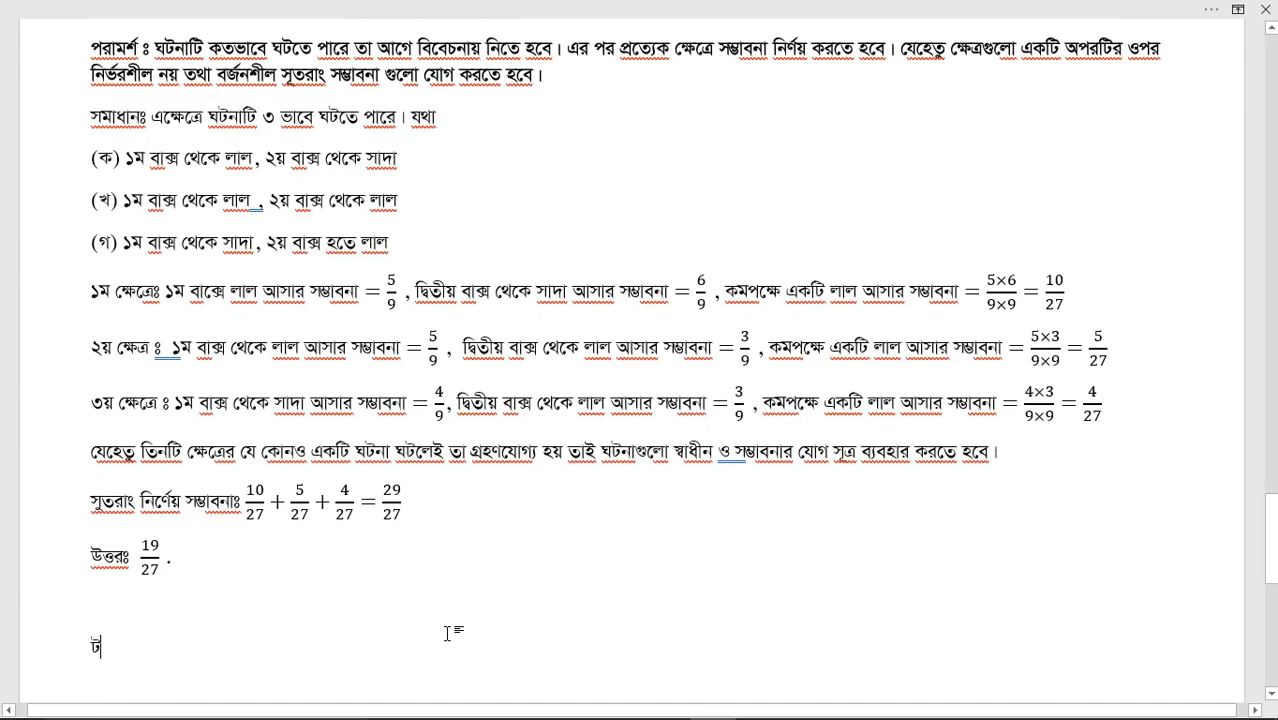 পরামর্শ ঃ ঘটনাটি কতভাবে ঘটতে পারে তা আগে বিবেচনায় নিতে হবে। এর পর প্রত্যেক ক্ষেত্রে সম্ভাবনা নির্ণয় করতে হবে। যেহেতু ক্ষেত্রগুলো একটি অপরটির ওপর
নির্ভরশীল নয় তথা বর্জনশীল সুতরাং সম্ভাবনা গুলো যোগ করতে হবে।
সমাধানঃ এক্ষেত্রে ঘটনাটি ৩ ভাবে ঘটতে পারে। যথা
(ক) ১ম বাক্স থেকে লাল, ২য় বাক্স থেকে সাদা
(খ) ১ম বাক্স থেকে লাল , ২য় বাক্স থেকে লাল
(গ) ১ম বাক্স থেকে সাদা, ২য় বাক্স হতে লাল
১ম ক্ষেত্রেঃ ১ম বাক্সে লাল আসার সম্ভাবনা = 5/9 , দ্বিতীয় বাক্স থেকে সাদা আসার সম্ভাবনা = 6/9 , কমপক্ষে একটি লাল আসার সম্ভাবনা = 5×6/9×9 = 10/27
২য় ক্ষেত্র ঃ ১ম বাক্স থেকে লাল আসার সম্ভাবনা = 5/9 , দ্বিতীয় বাক্স থেকে লাল আসার সম্ভাবনা = 3/9 , কমপক্ষে একটি লাল আসার সম্ভাবনা = 5×3/9×9 = 5/27
৩য় ক্ষেত্রে : ১ম বাক্স থেকে সাদা আসার সম্ভাবনা = 4/9, দ্বিতীয় বাক্স থেকে লাল আসার সম্ভাবনা = 3/9 , কমপক্ষে একটি লাল আসার সম্ভাবনা = 4×3/9×9 = 4/27
যেহেতু তিনটি ক্ষেত্রের যে কোনও একটি ঘটনা ঘটলেই তা গ্রহণযোগ্য হয় তাই ঘটনাগুলো স্বাধীন ও সম্ভাবনার যোগ সূত্র ব্যবহার করতে হবে।
সুতরাং নির্ণেয় সম্ভাবনাঃ 10/27 + 5/27 + 4/27 = 29/27
উত্তরঃ 19/27 .
ট